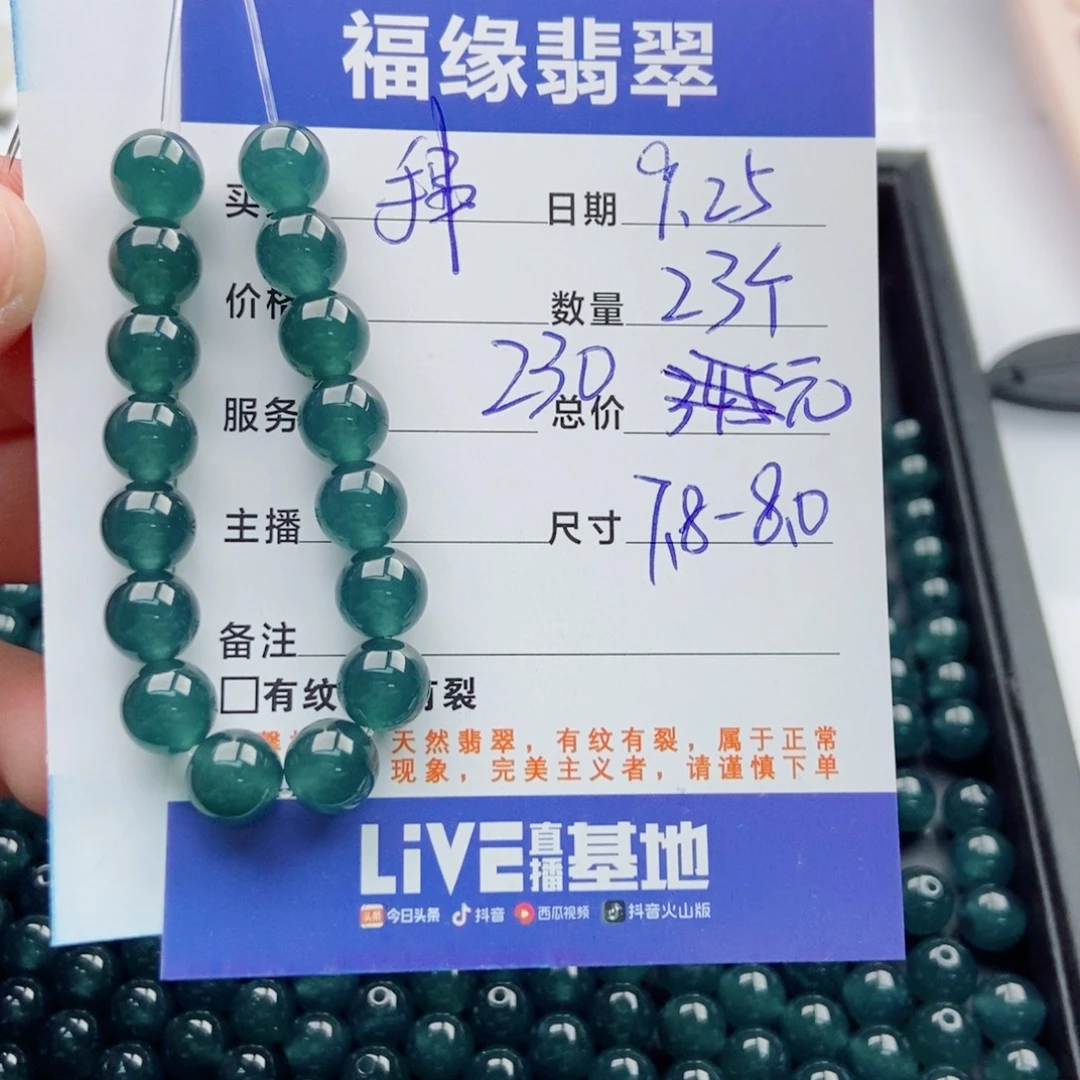 福缘翡翠
买 日期 9.25
价格 数量 23个
服务 230 总价 元
主播 尺寸 7.8-8.0
备注
□有纹 有裂
天然翡翠，有纹有裂，属于正常
现象，完美主义者，请谨慎下单
LiVE直播基地
头条 今日头条 抖音 西瓜视频 抖音火山版